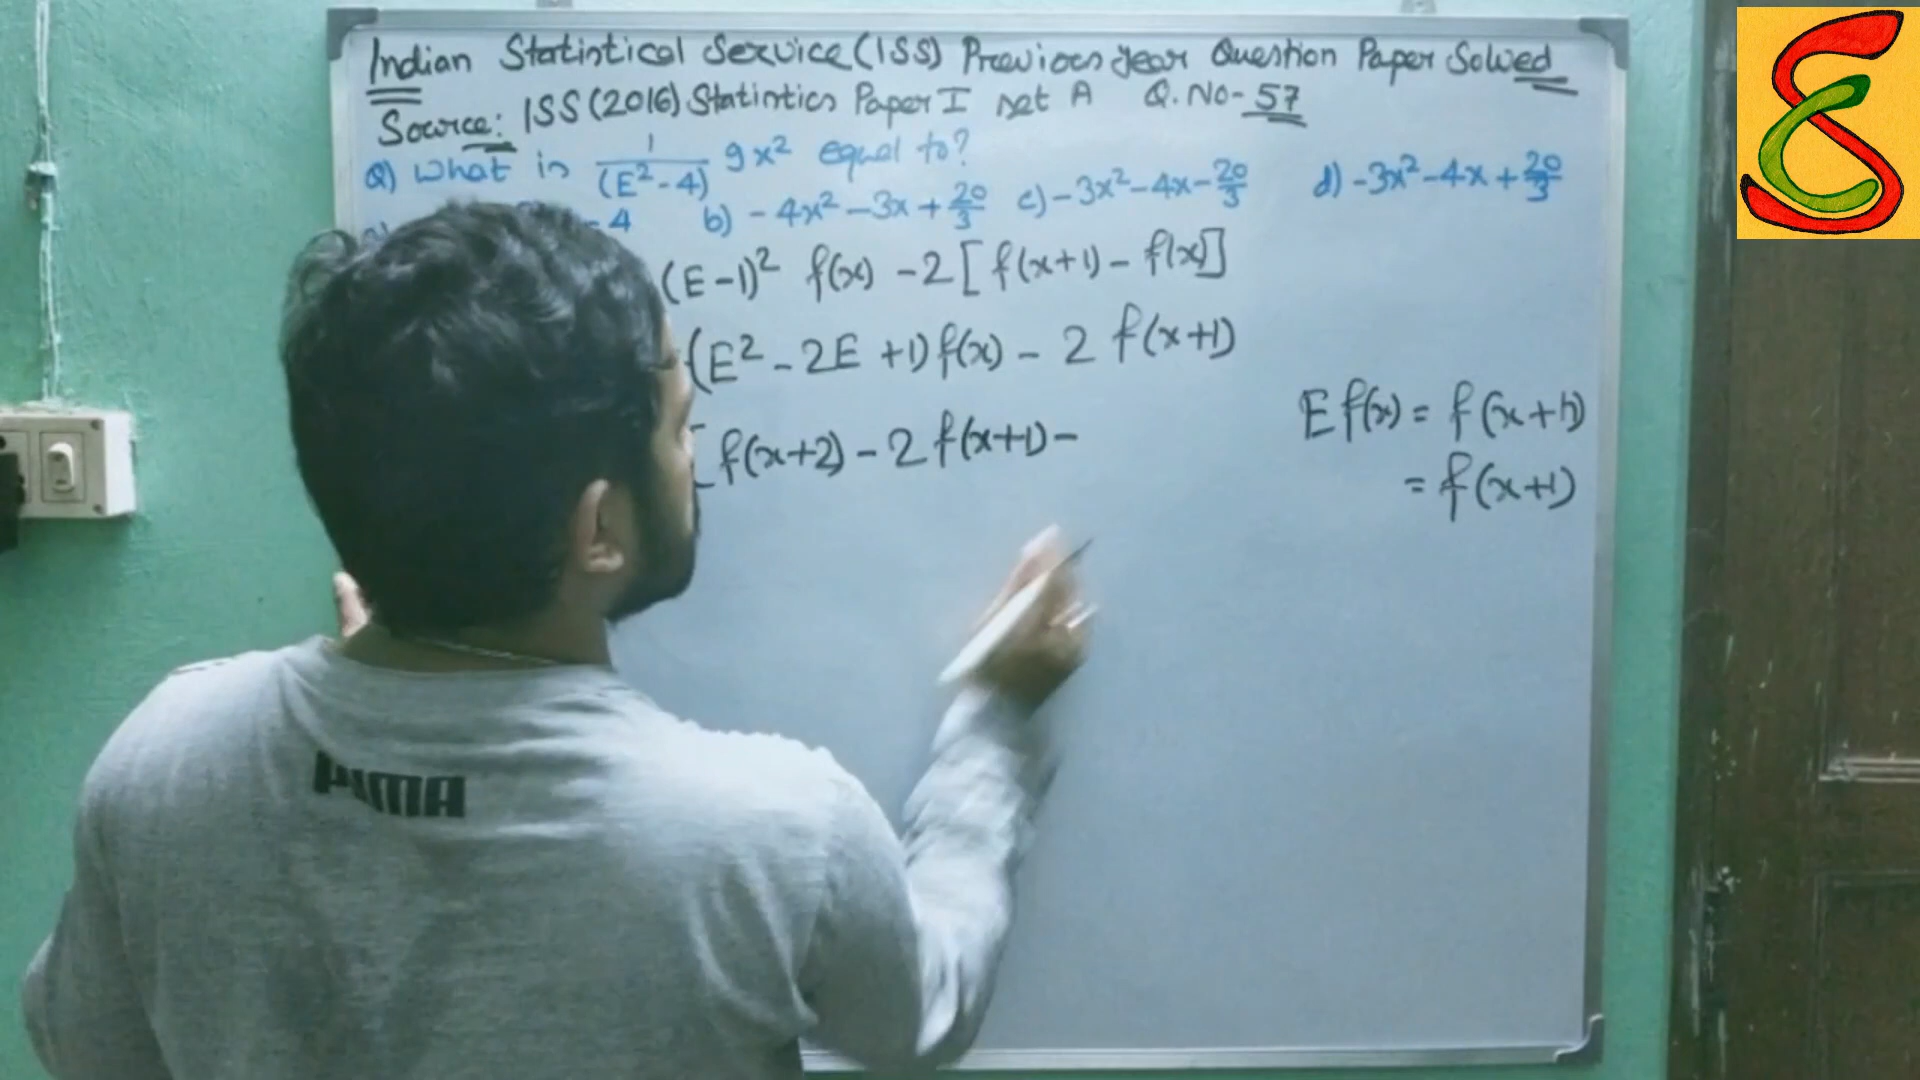 Indian Statistical Service (ISS) Previous year Question Paper Solved
Source: ISS (2016) Statistics Paper I set A Q. No - 57
Q) What is 1/(E² - 4) 9x² equal to?
- 4 b) - 4x² - 3x + 20/3 c) - 3x² - 4x - 20/3 d) - 3x² - 4x + 20/3
(E - 1)² f(x) - 2 [ f(x+1) - f(x)]
(E² - 2E + 1) f(x) - 2 f(x+1)
[ f(x+2) - 2 f(x+1) -
E f(x) = f(x+h)
= f(x+1)
PUMA